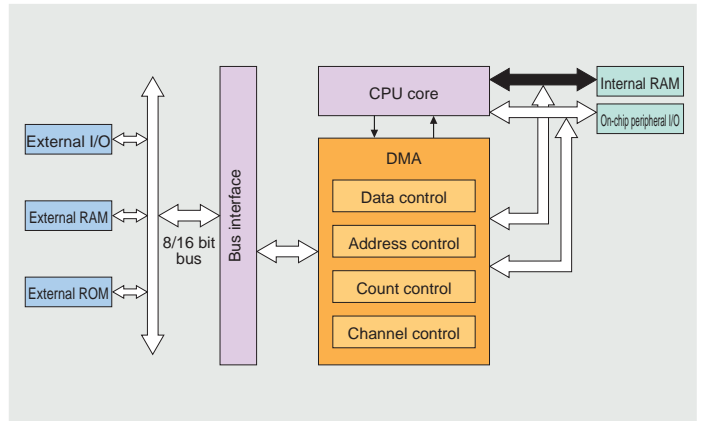 External I/O
External RAM
External ROM
8/16 bit
bus
Bus interface
CPU core
DMA
Data control
Address control
Count control
Channel control
Internal RAM
On-chip peripheral I/O